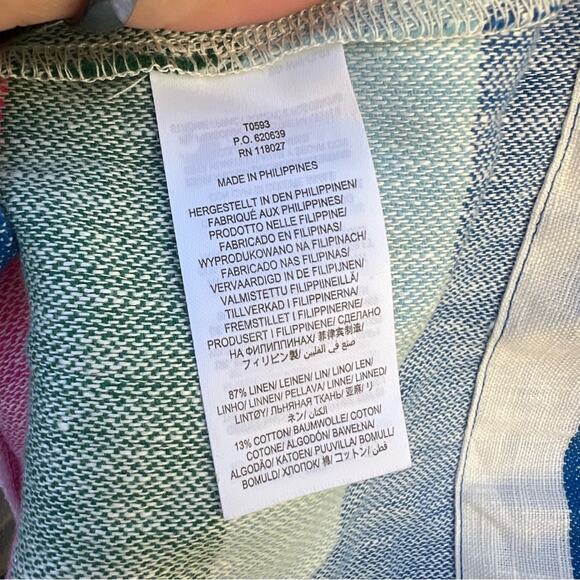 T0593
P.O. 620639
RN 118027
MADE IN PHILIPPINES
HERGESTELLT IN DEN PHILIPPINEN/
FABRIQUÉ AUX PHILIPPINES/
PRODOTTO NELLE FILIPPINE/
FABRICADO EN FILIPINAS/
WYPRODUKOWANO NA FILIPINACH/
FABRICADO NAS FILIPINAS/
VERVAARDIGD IN DE FILIPIJNEN/
VALMISTETTU FILIPPIINEILLÄ/
TILLVERKAD I FILIPPINERNA/
FREMSTILLET I FILIPPINERNE/
PRODUSERT I FILIPPINENE/ СДЕЛАНО
НА ФИЛИППИНАХ/ 菲律宾制造/
フィリピン製/ صنع في الفلبين/
87% LINEN/ LEINEN/ LIN/ LINO/ LEN/
LINHO/ LINNEN/ PELLAVA/ LINNE/ LINNED/
LINTØY/ ЛЬНЯНАЯ ТКАНЬ/ 亚麻/ リ
ネン/ الكتان/
13% COTTON/ BAUMWOLLE/ COTON/
COTONE/ ALGODÓN/ BAWEŁNA/
ALGODÃO/ KATOEN/ PUUVILLA/ BOMULL/
BOMULD/ ХЛОПОК/ 棉/ コットン/ قطن/